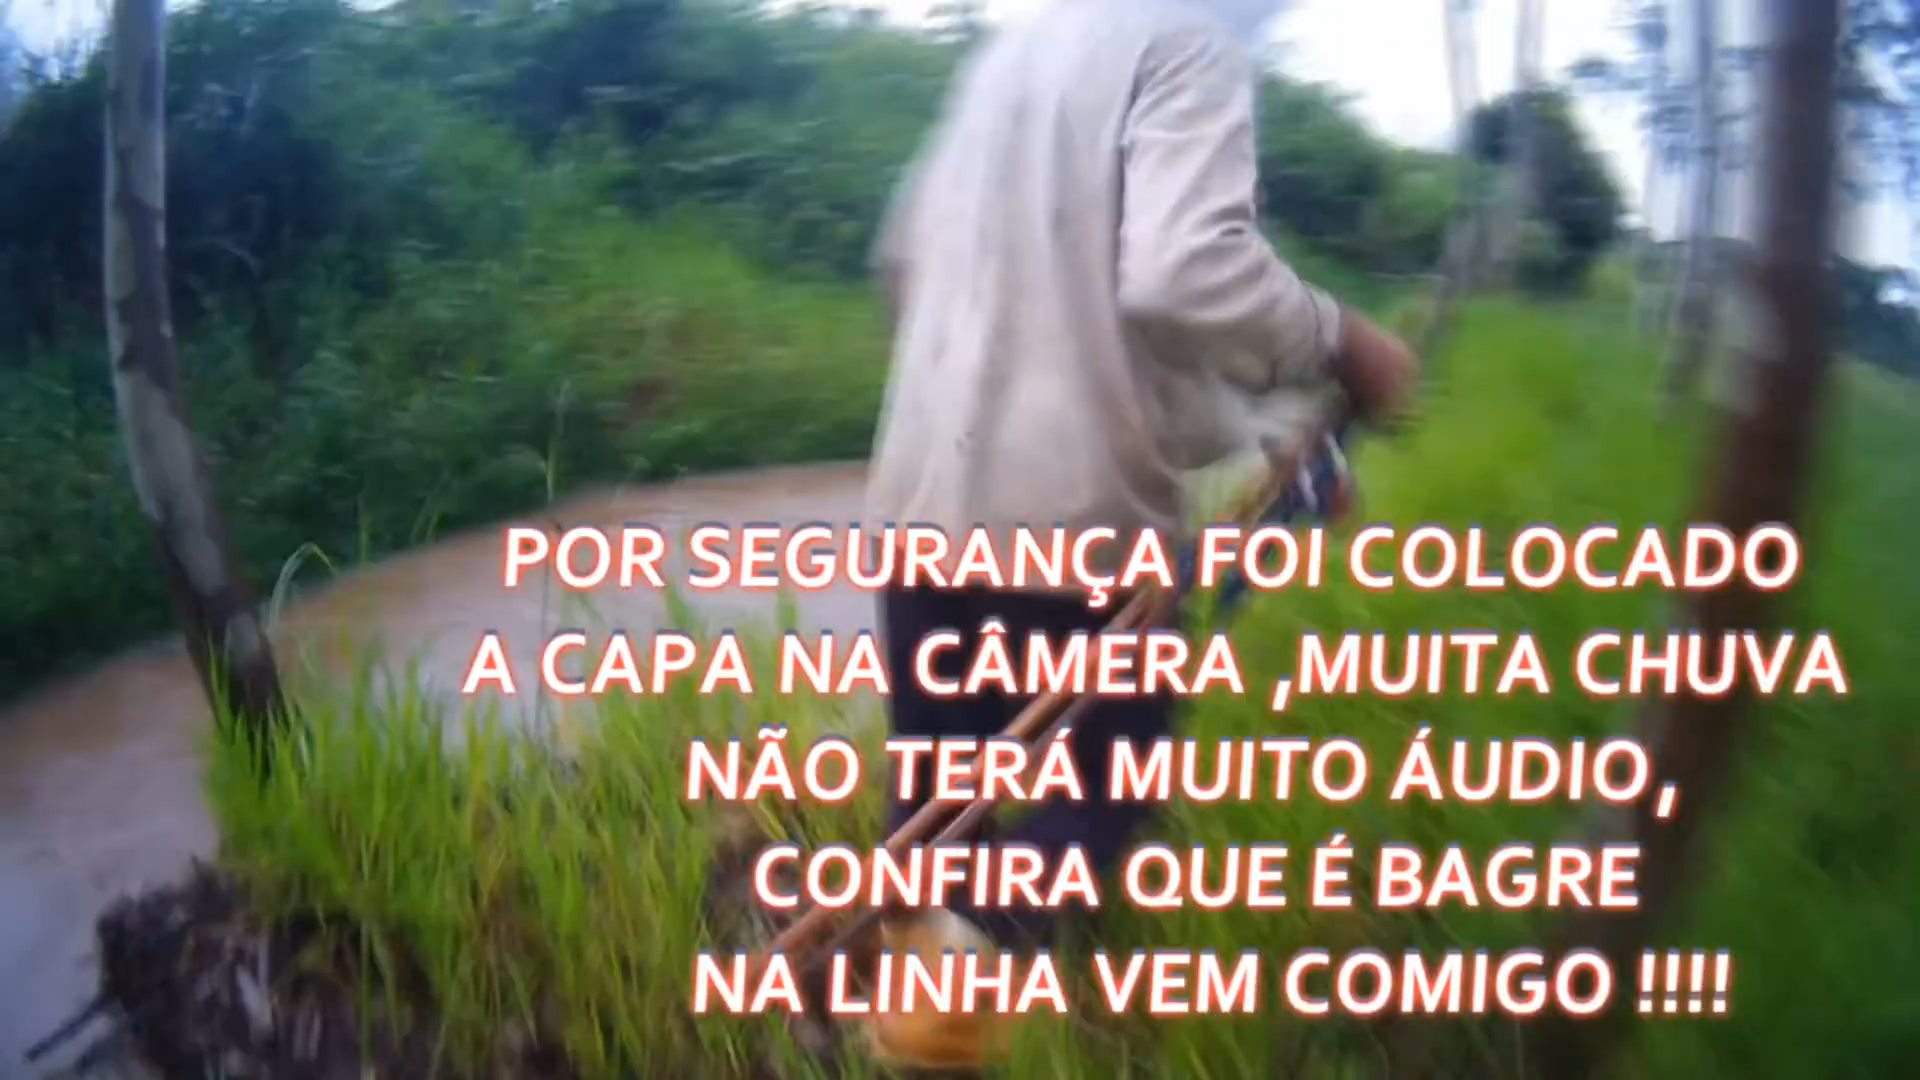 POR SEGURANÇA FOI COLOCADO
A CAPA NA CÂMERA ,MUITA CHUVA
NÃO TERÁ MUITO ÁUDIO,
CONFIRA QUE É BAGRE
NA LINHA VEM COMIGO !!!!